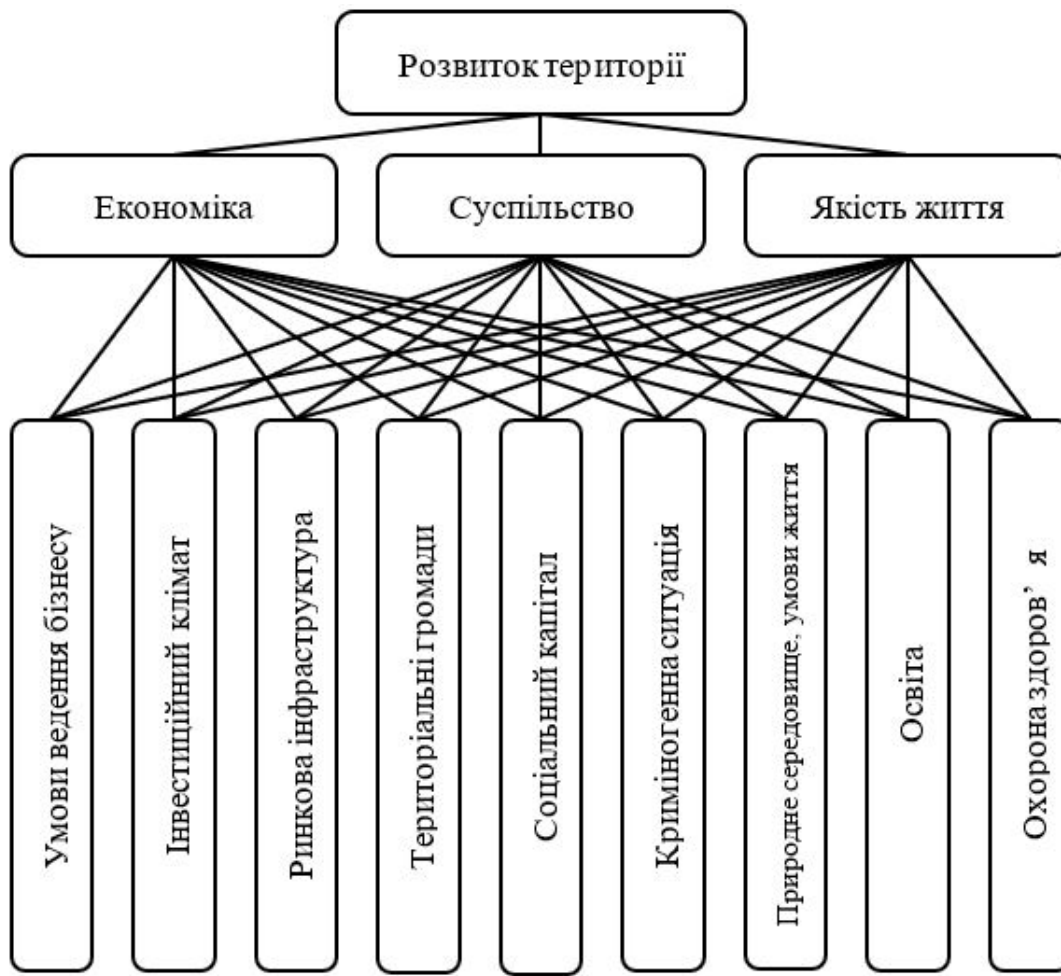 Розвиток території
Економіка
Суспільство
Якість життя
Умови ведення бізнесу
Інвестиційний клімат
Ринкова інфраструктура
Територіальні громади
Соціальний капітал
Криміногенна ситуація
Природне середовище, умови життя
Освіта
Охорона здоров’ я